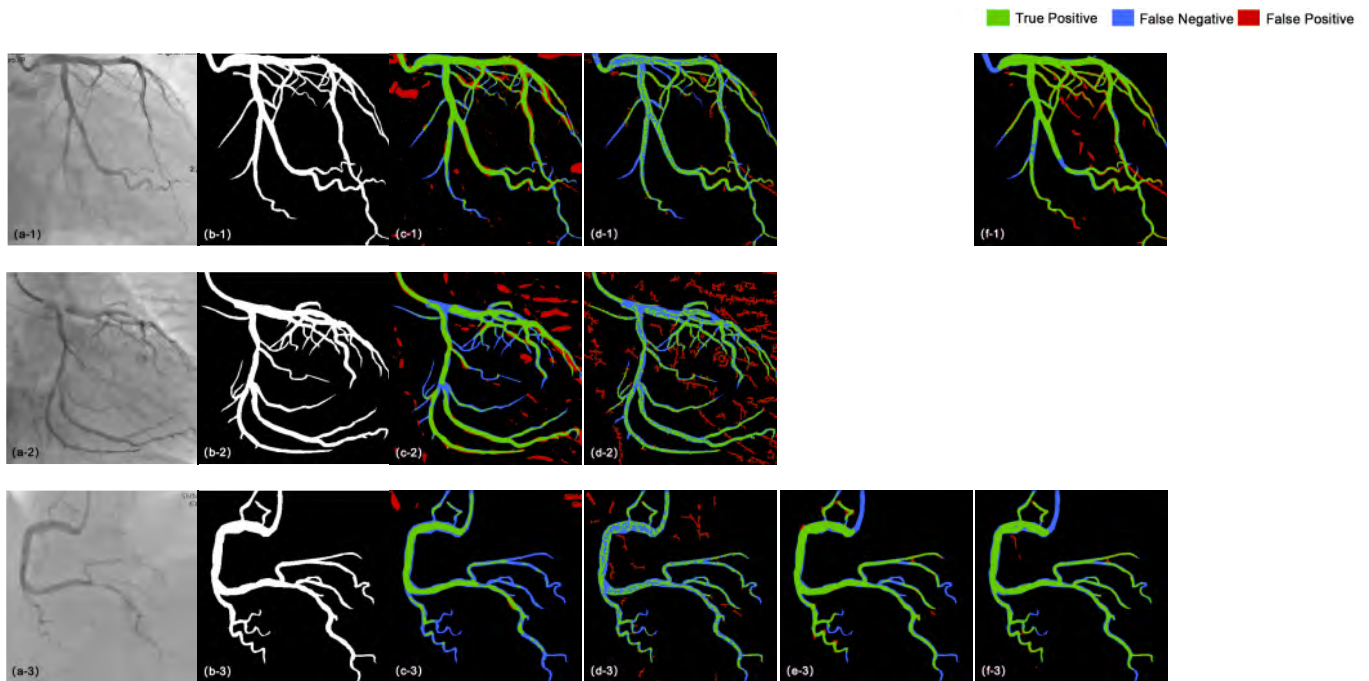 True Positive False Negative False Positive
(a-1) (b-1) (c-1) (d-1) (f-1)
(a-2) (b-2) (c-2) (d-2)
(a-3) (b-3) (c-3) (d-3) (e-3) (f-3)